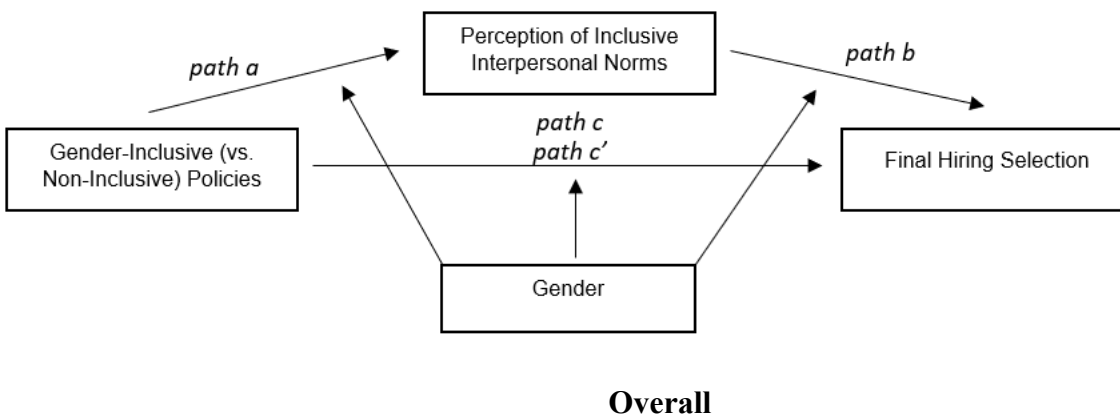 Perception of Inclusive
Interpersonal Norms
path a
path b
path c
path c’
Gender-Inclusive (vs.
Non-Inclusive) Policies
Final Hiring Selection
Gender
Overall